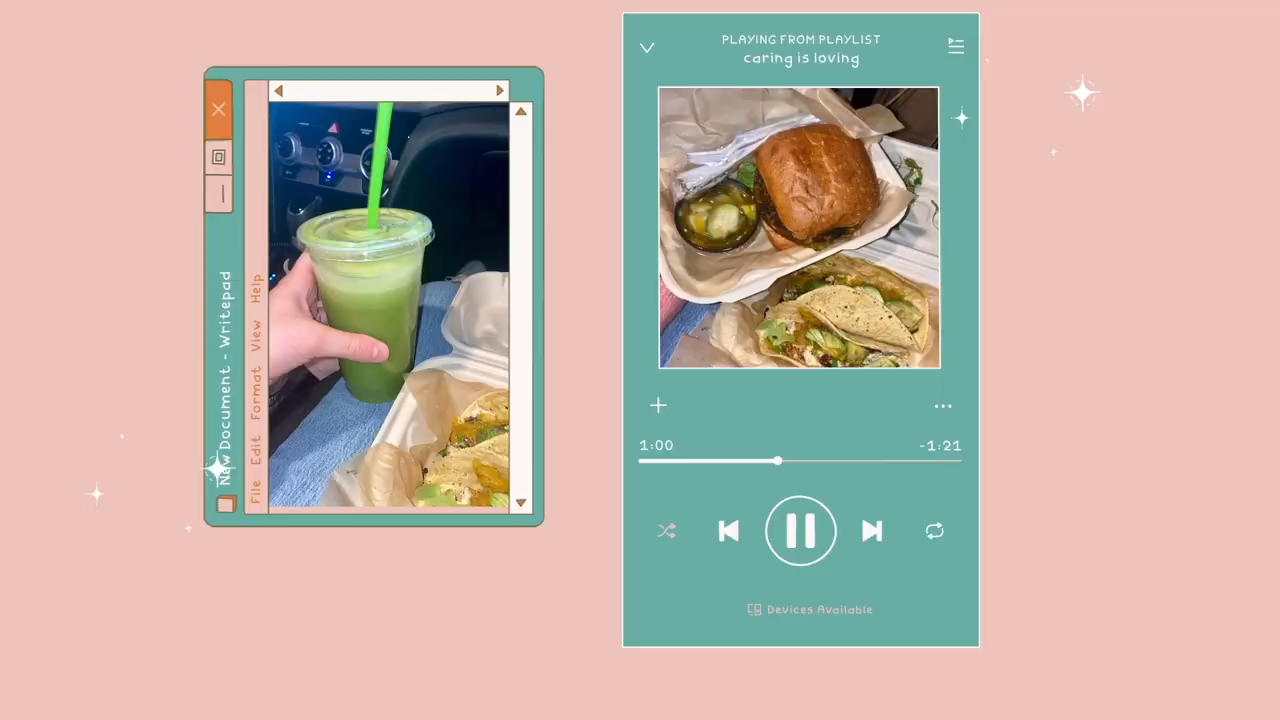 New Document - Writepad
File Edit Format View Help
PLAYING FROM PLAYLIST
caring is loving
1:00
-1:21
Devices Available